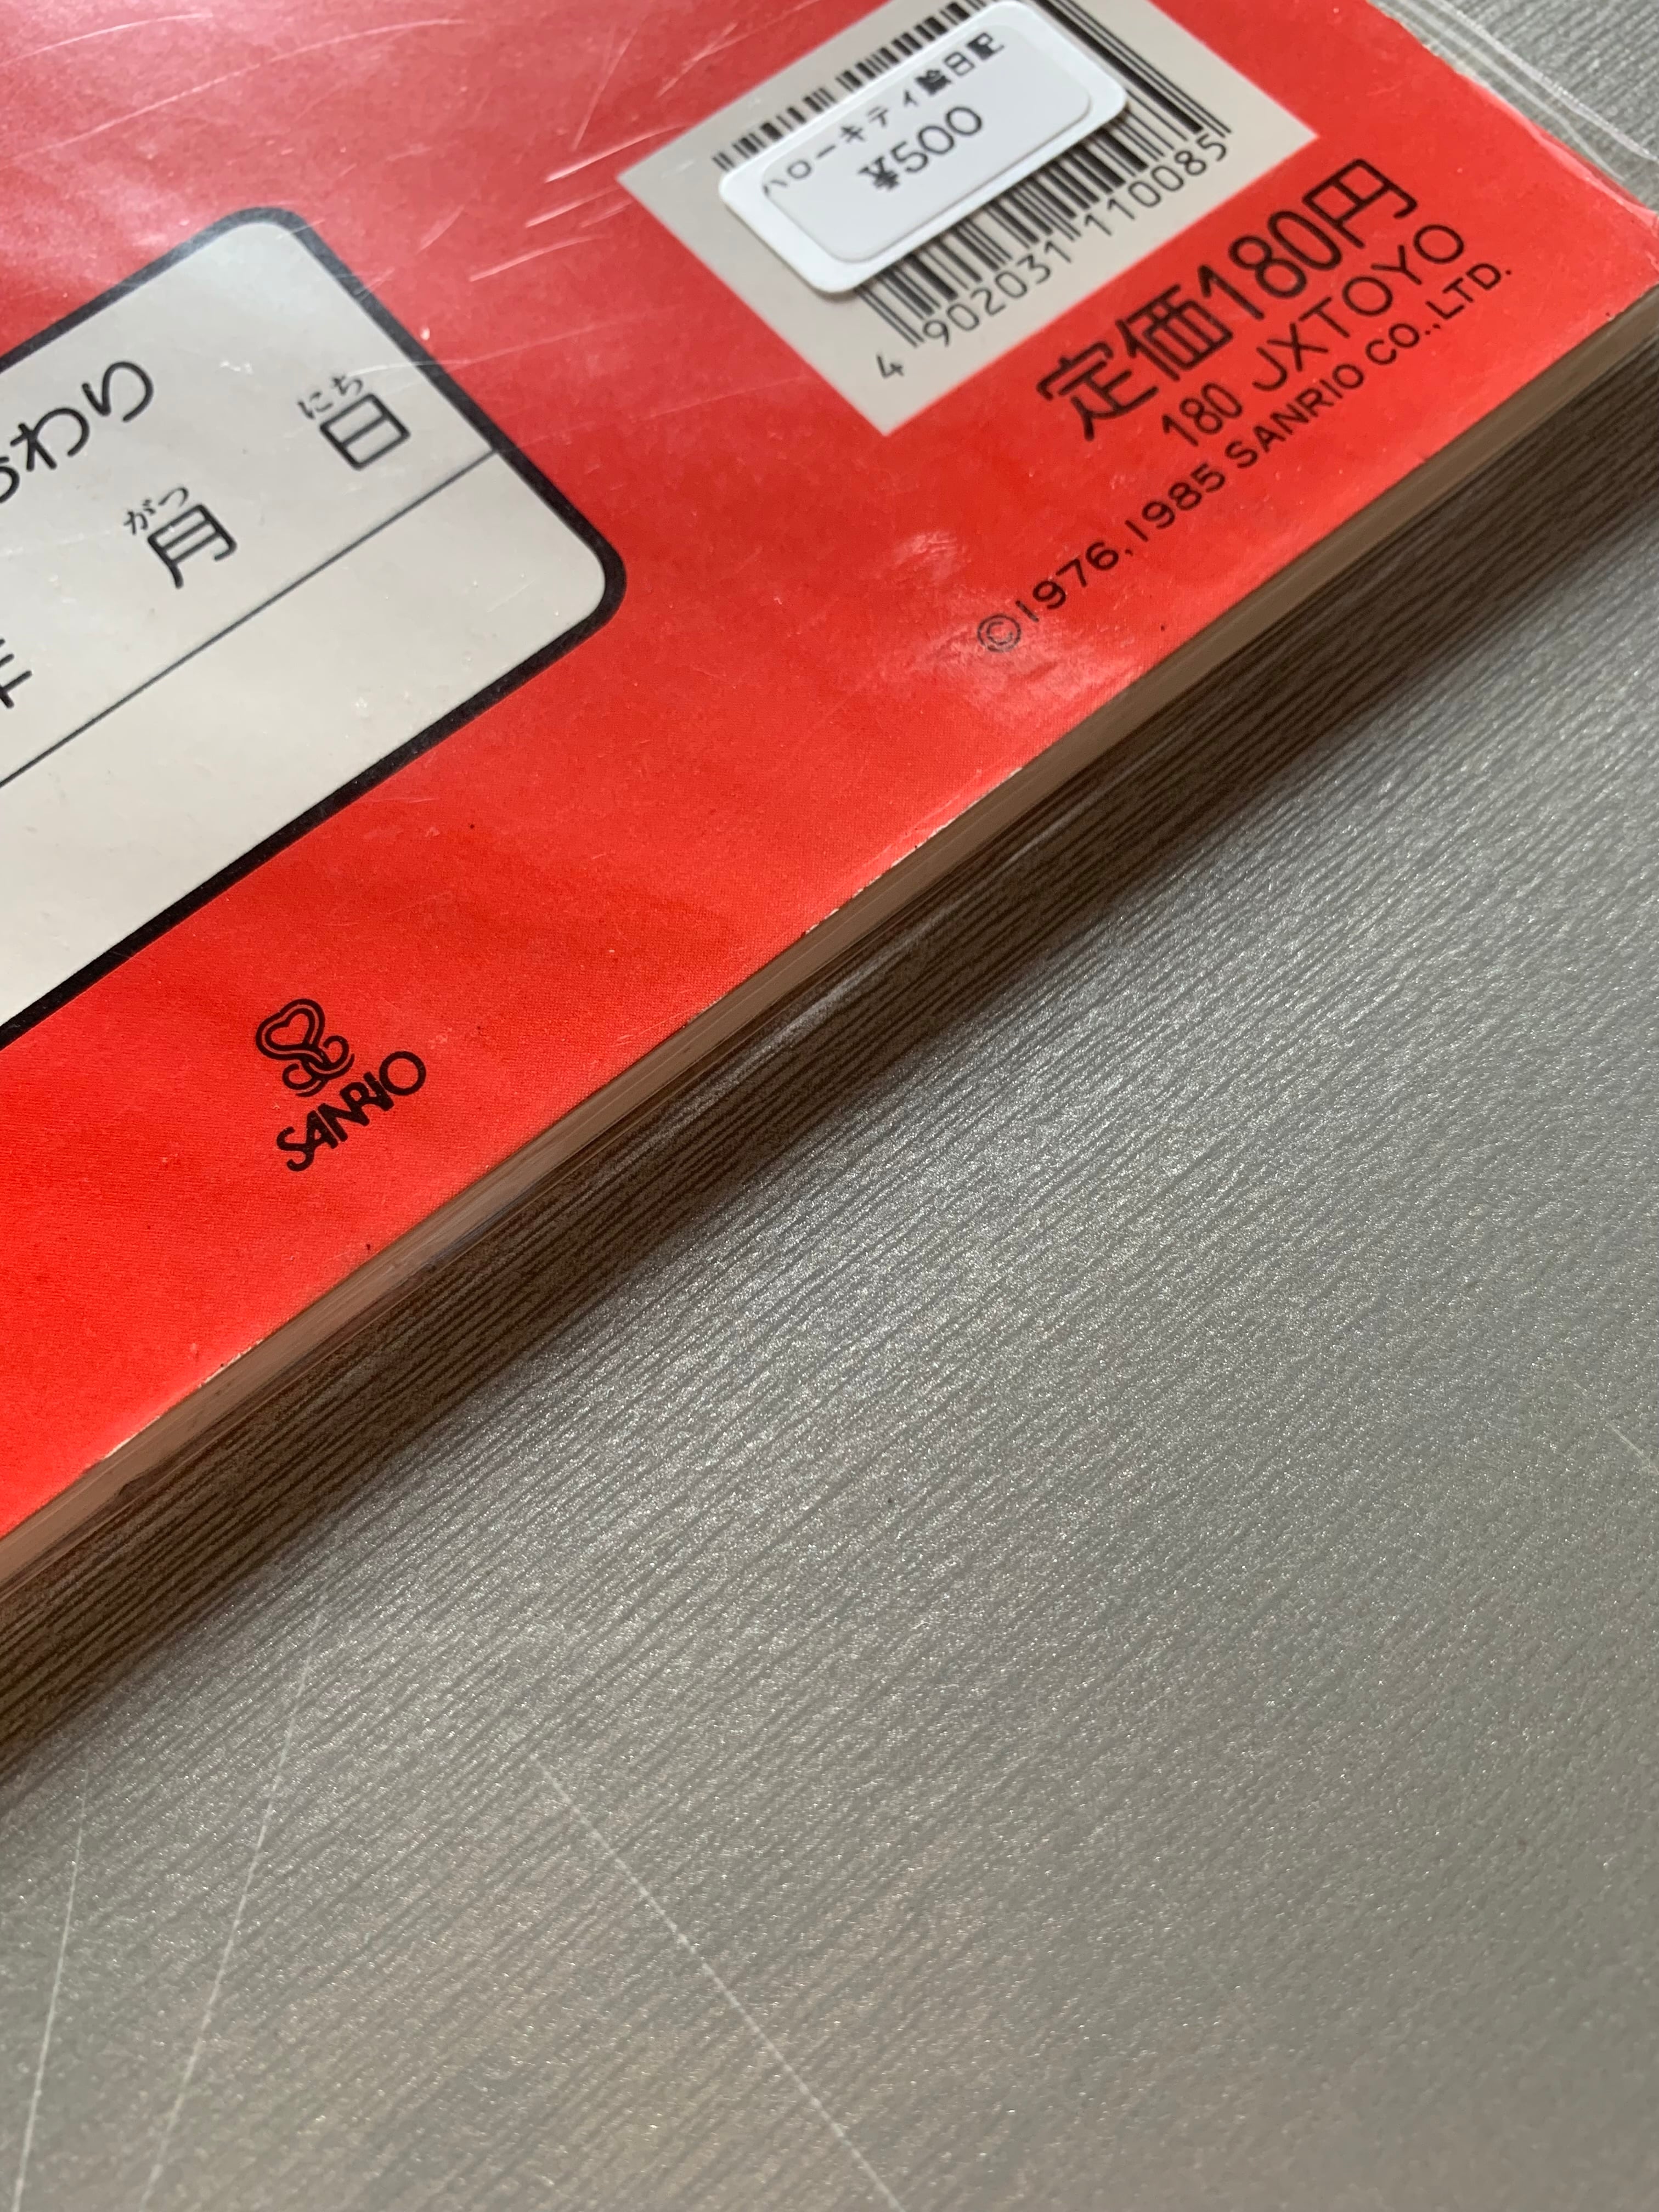 ハローキティ絵日記
¥500
4 902031 110085
定価180円
180 JXTOYO
©1976, 1985 SANRIO CO., LTD.
おわり
がつ にち
月 日
SANRIO